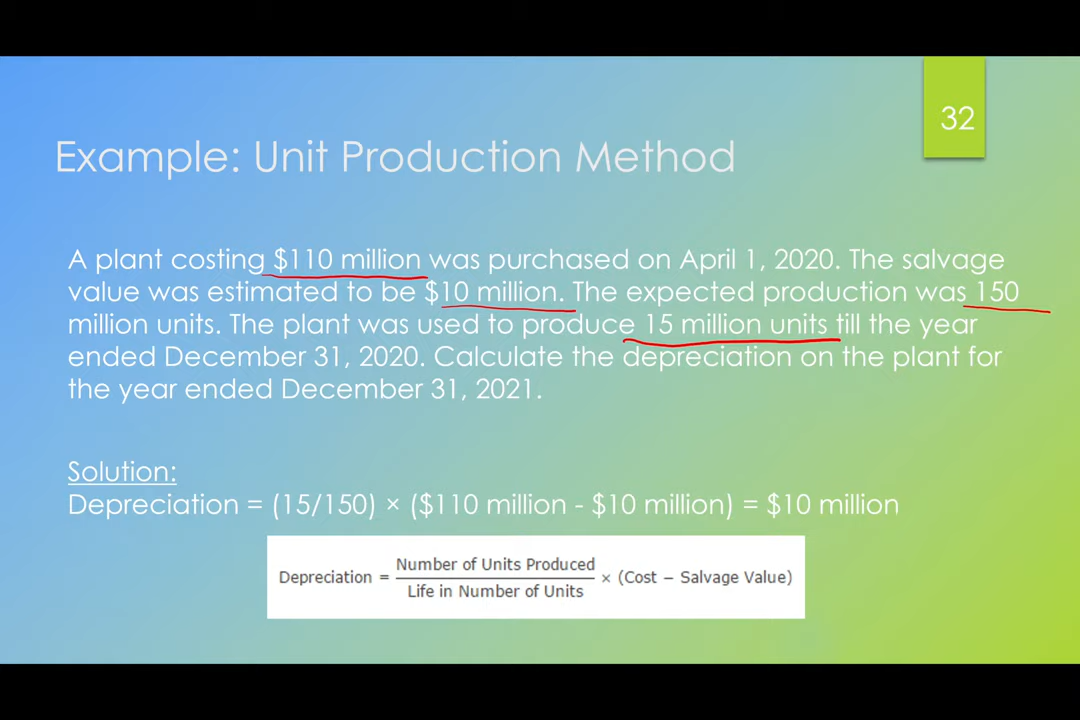 32
Example: Unit Production Method
A plant costing $110 million was purchased on April 1, 2020. The salvage
value was estimated to be $10 million. The expected production was 150
million units. The plant was used to produce 15 million units till the year
ended December 31, 2020. Calculate the depreciation on the plant for
the year ended December 31, 2021.
Solution:
Depreciation = (15/150) × ($110 million - $10 million) = $10 million
Depreciation = Number of Units Produced / Life in Number of Units × (Cost − Salvage Value)